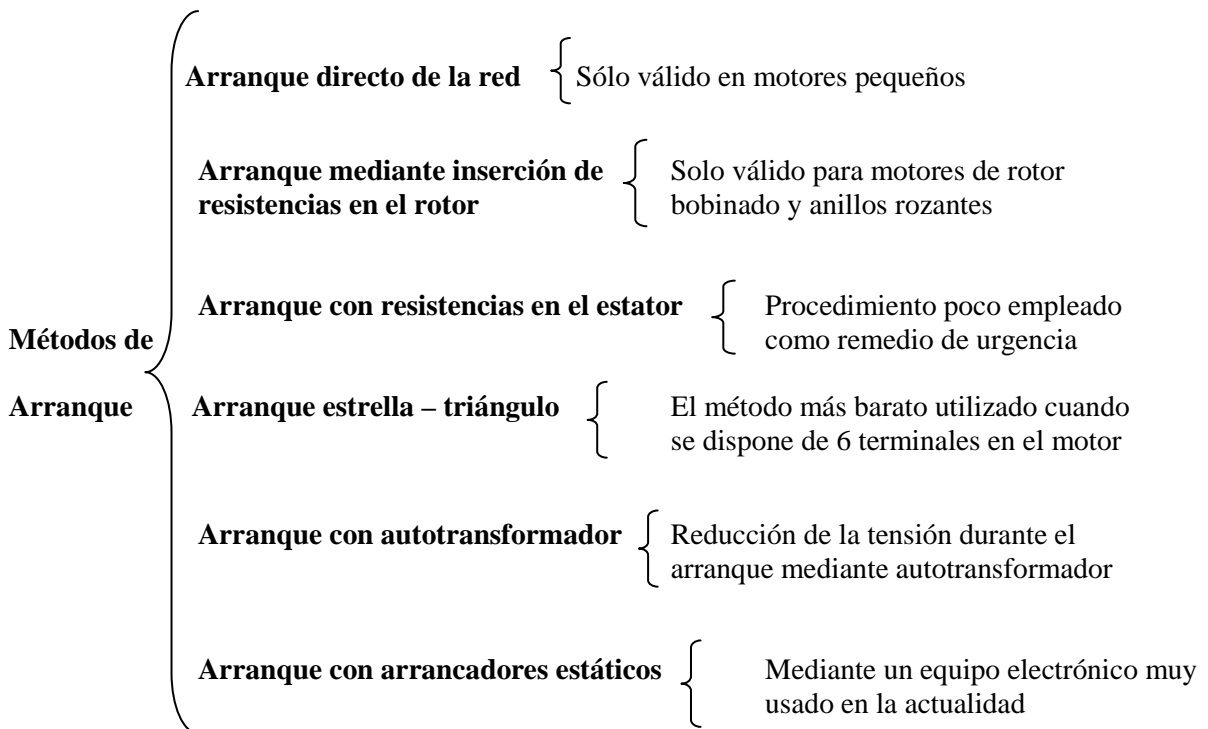 Arranque directo de la red
Sólo válido en motores pequeños
Arranque mediante inserción de
resistencias en el rotor
Solo válido para motores de rotor
bobinado y anillos rozantes
Arranque con resistencias en el estator
Procedimiento poco empleado
como remedio de urgencia
Métodos de
Arranque
Arranque estrella – triángulo
El método más barato utilizado cuando
se dispone de 6 terminales en el motor
Arranque con autotransformador
Reducción de la tensión durante el
arranque mediante autotransformador
Arranque con arrancadores estáticos
Mediante un equipo electrónico muy
usado en la actualidad